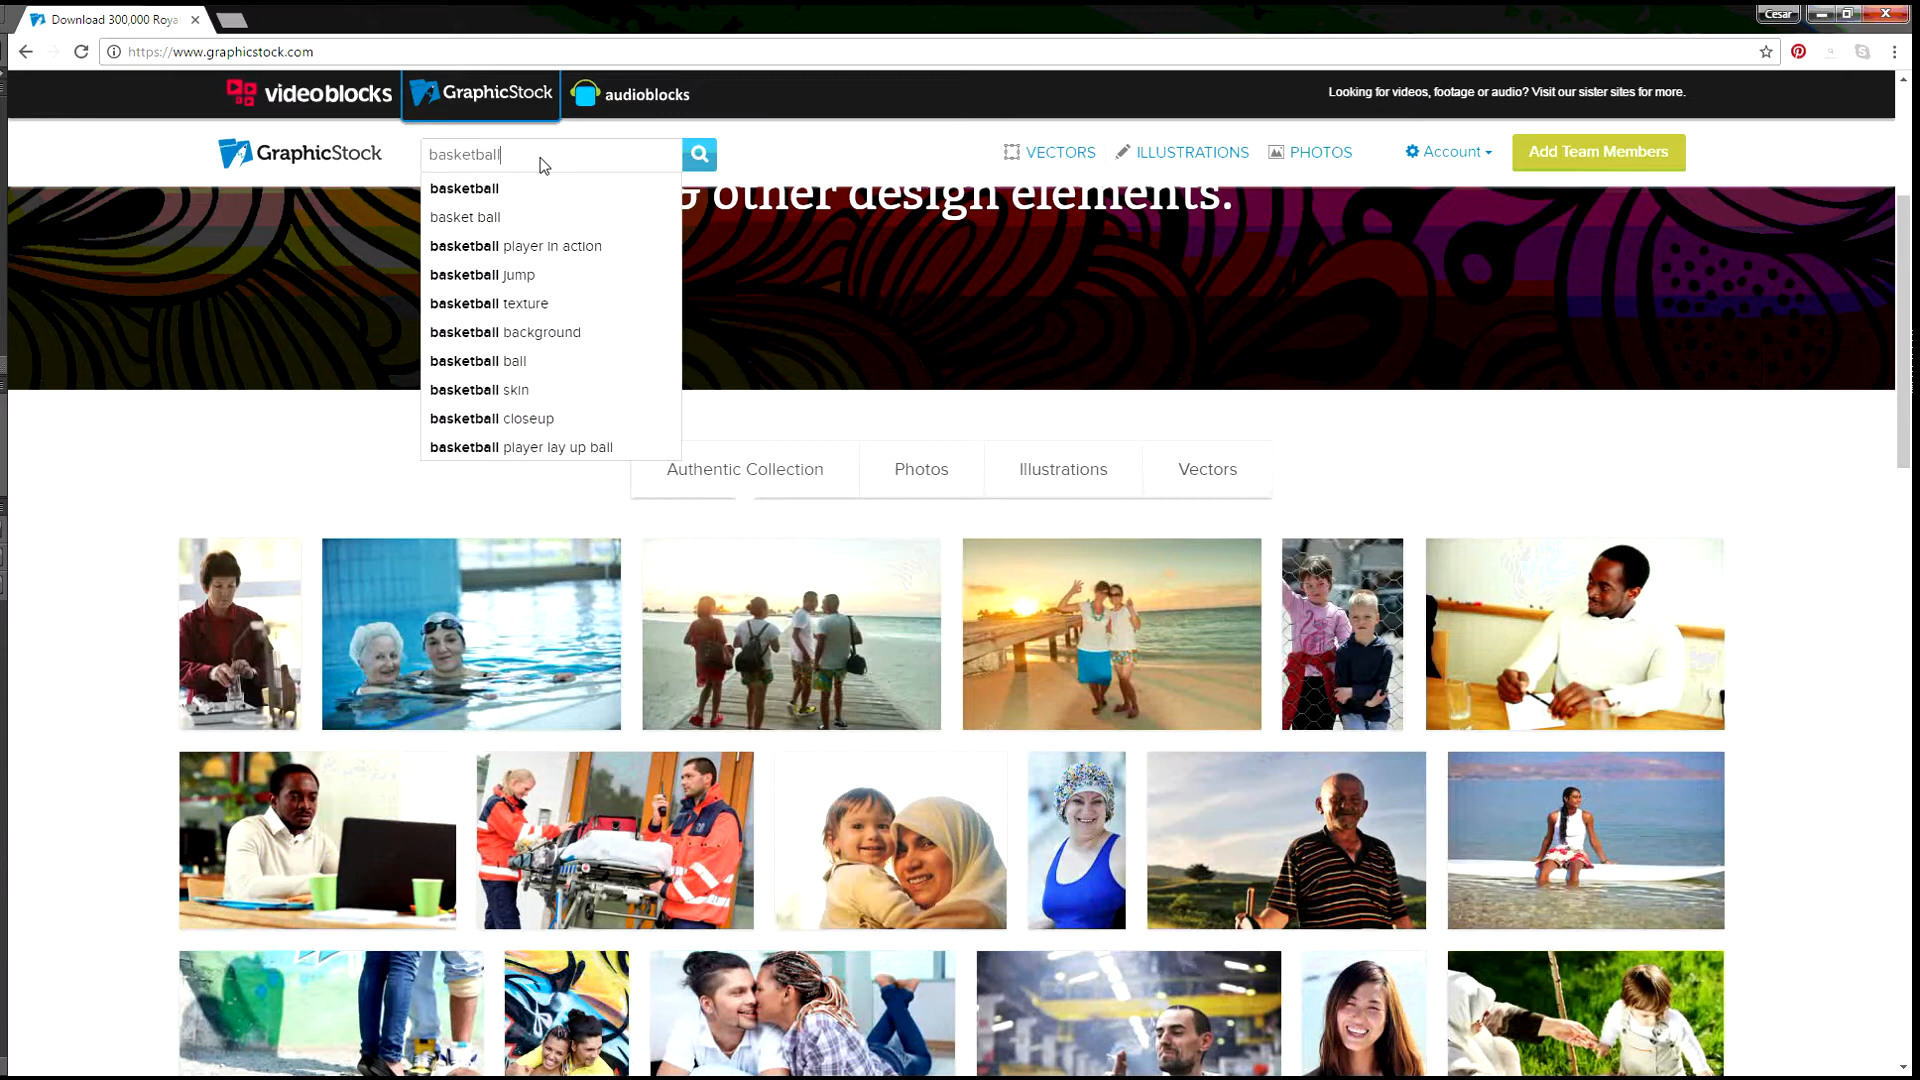 Download 300,000 Roya
Cesar
https://www.graphicstock.com
videoblocks
GraphicStock
audioblocks
Looking for videos, footage or audio? Visit our sister sites for more.
GraphicStock
basketball
VECTORS
ILLUSTRATIONS
PHOTOS
Account
Add Team Members
& other design elements.
basketball
basket ball
basketball player in action
basketball jump
basketball texture
basketball background
basketball ball
basketball skin
basketball closeup
basketball player lay up ball
Authentic Collection
Photos
Illustrations
Vectors